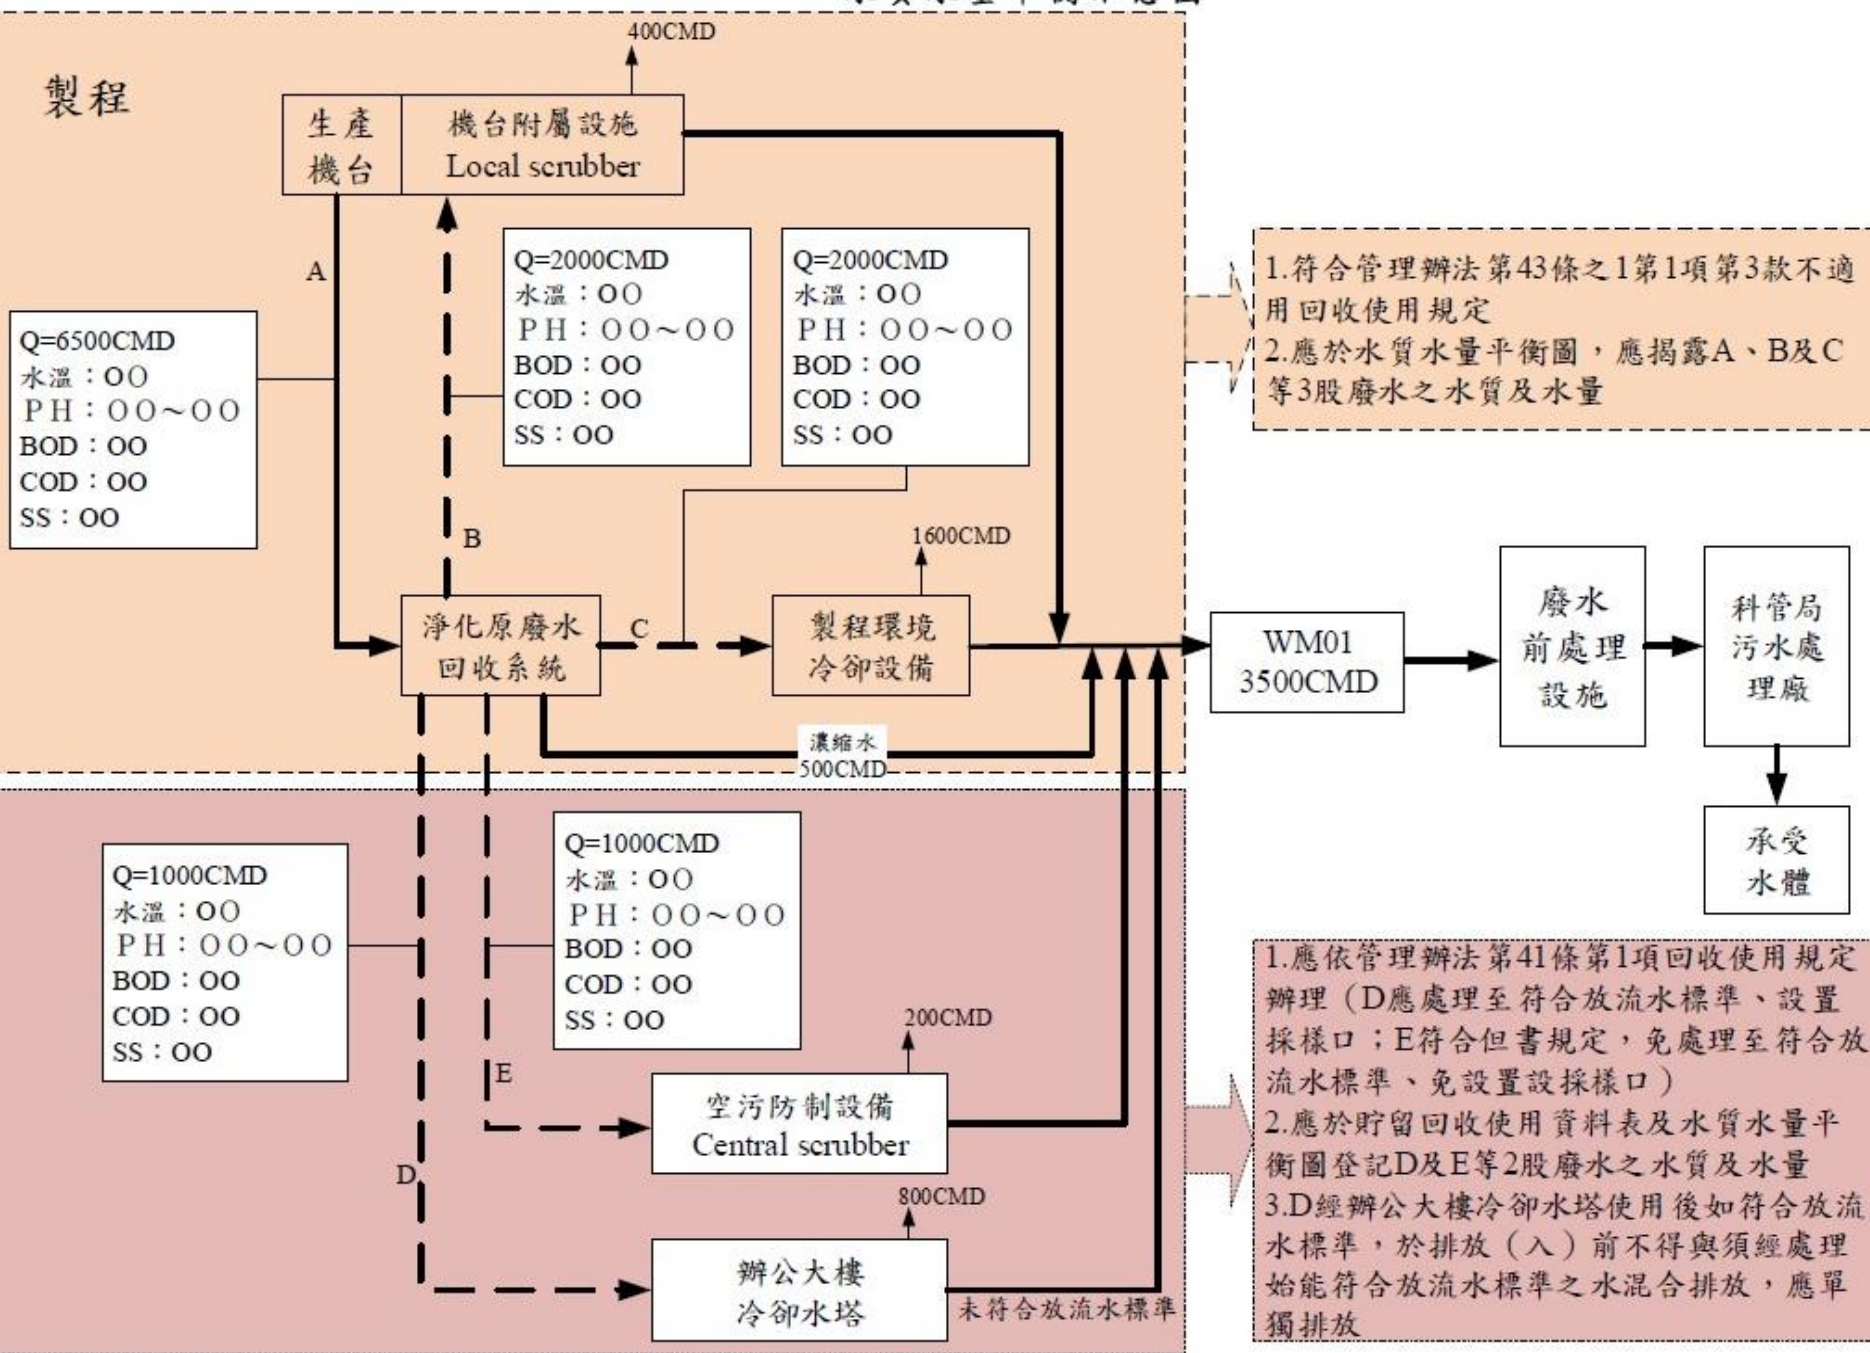 400CMD
製程
生產
機台
機台附屬設施
Local scrubber
A
Q=6500CMD
水溫：OO
PH：OO～OO
BOD：OO
COD：OO
SS：OO
Q=2000CMD
水溫：OO
PH：OO～OO
BOD：OO
COD：OO
SS：OO
Q=2000CMD
水溫：OO
PH：OO～OO
BOD：OO
COD：OO
SS：OO
B
1600CMD
淨化原廢水
回收系統
C
製程環境
冷卻設備
濃縮水
500CMD
1.符合管理辦法第43條之1第1項第3款不適
用回收使用規定
2.應於水質水量平衡圖，應揭露A、B及C
等3股廢水之水質及水量
WM01
3500CMD
廢水
前處理
設施
科管局
污水處
理廠
承受
水體
Q=1000CMD
水溫：OO
PH：OO～OO
BOD：OO
COD：OO
SS：OO
Q=1000CMD
水溫：OO
PH：OO～OO
BOD：OO
COD：OO
SS：OO
E
200CMD
空污防制設備
Central scrubber
D
800CMD
辦公大樓
冷卻水塔
未符合放流水標準
1.應依管理辦法第41條第1項回收使用規定
辦理（D應處理至符合放流水標準、設置
採樣口；E符合但書規定，免處理至符合放
流水標準、免設置設採樣口）
2.應於貯留回收使用資料表及水質水量平
衡圖登記D及E等2股廢水之水質及水量
3.D經辦公大樓冷卻水塔使用後如符合放流
水標準，於排放（入）前不得與須經處理
始能符合放流水標準之水混合排放，應單
獨排放